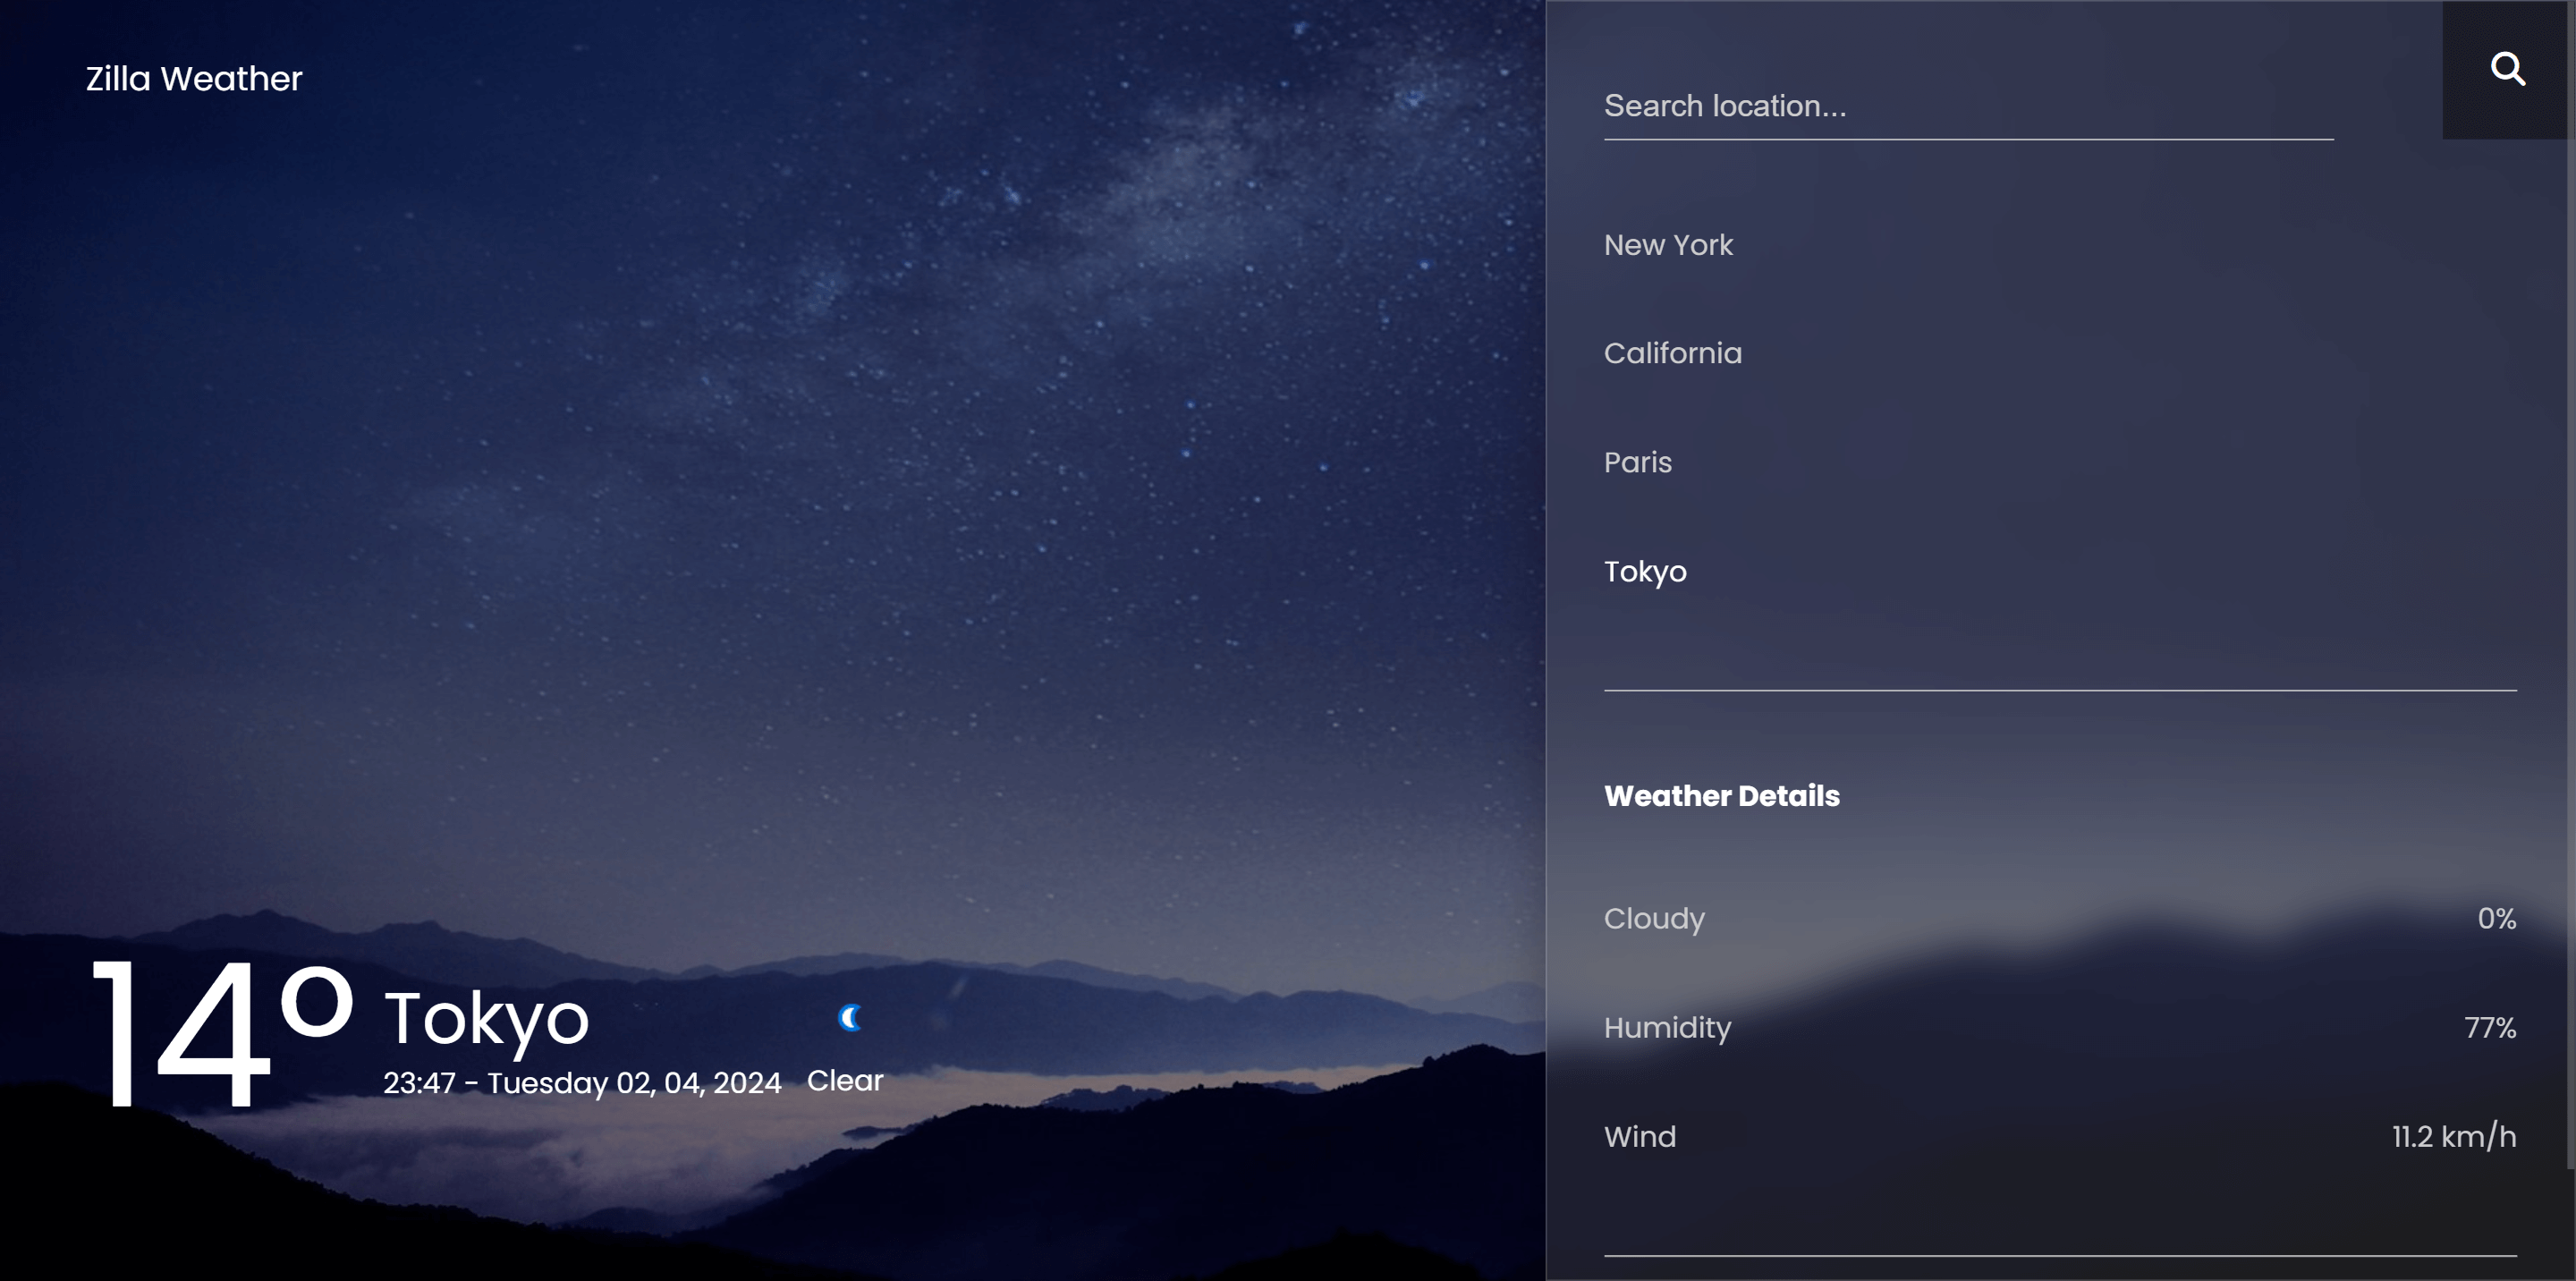 Zilla Weather
14°
Tokyo
23:47 - Tuesday 02, 04, 2024
Clear
Search location...
New York
California
Paris
Tokyo
Weather Details
Cloudy 0%
Humidity 77%
Wind 11.2 km/h